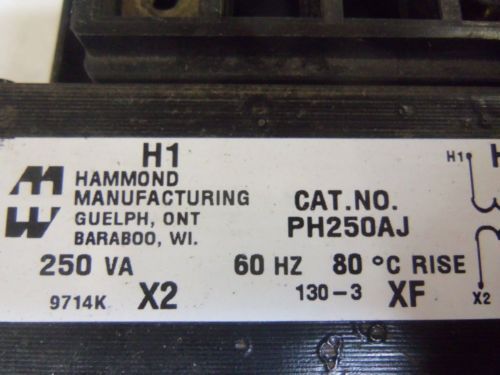 H1
HAMMOND
MANUFACTURING
GUELPH, ONT
BARABOO, WI.
CAT.NO.
PH250AJ
250 VA 60 HZ 80 °C RISE
9714K X2 130-3 XF
H1
H
X2